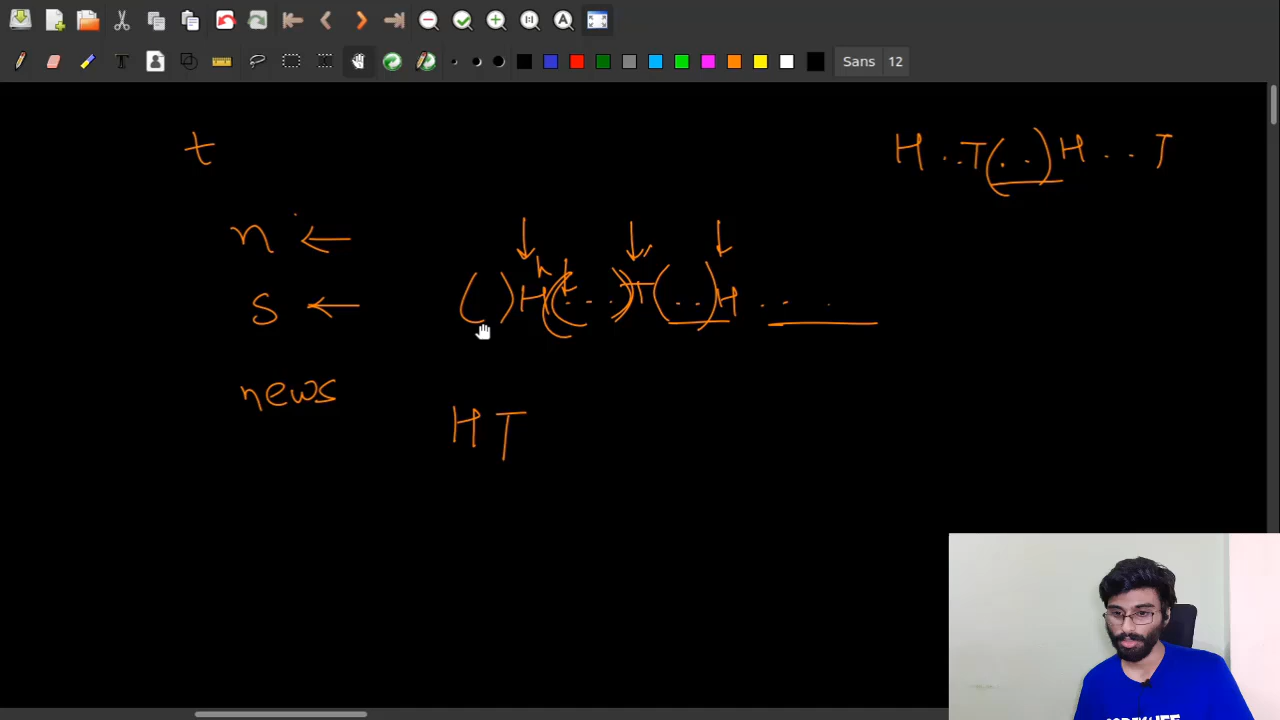 Sans 12
t
H . . T ( . . ) H . . . T
n ←
h
s ← ( ) H ( . . . ) T ( . . ) H . . .
news
H T